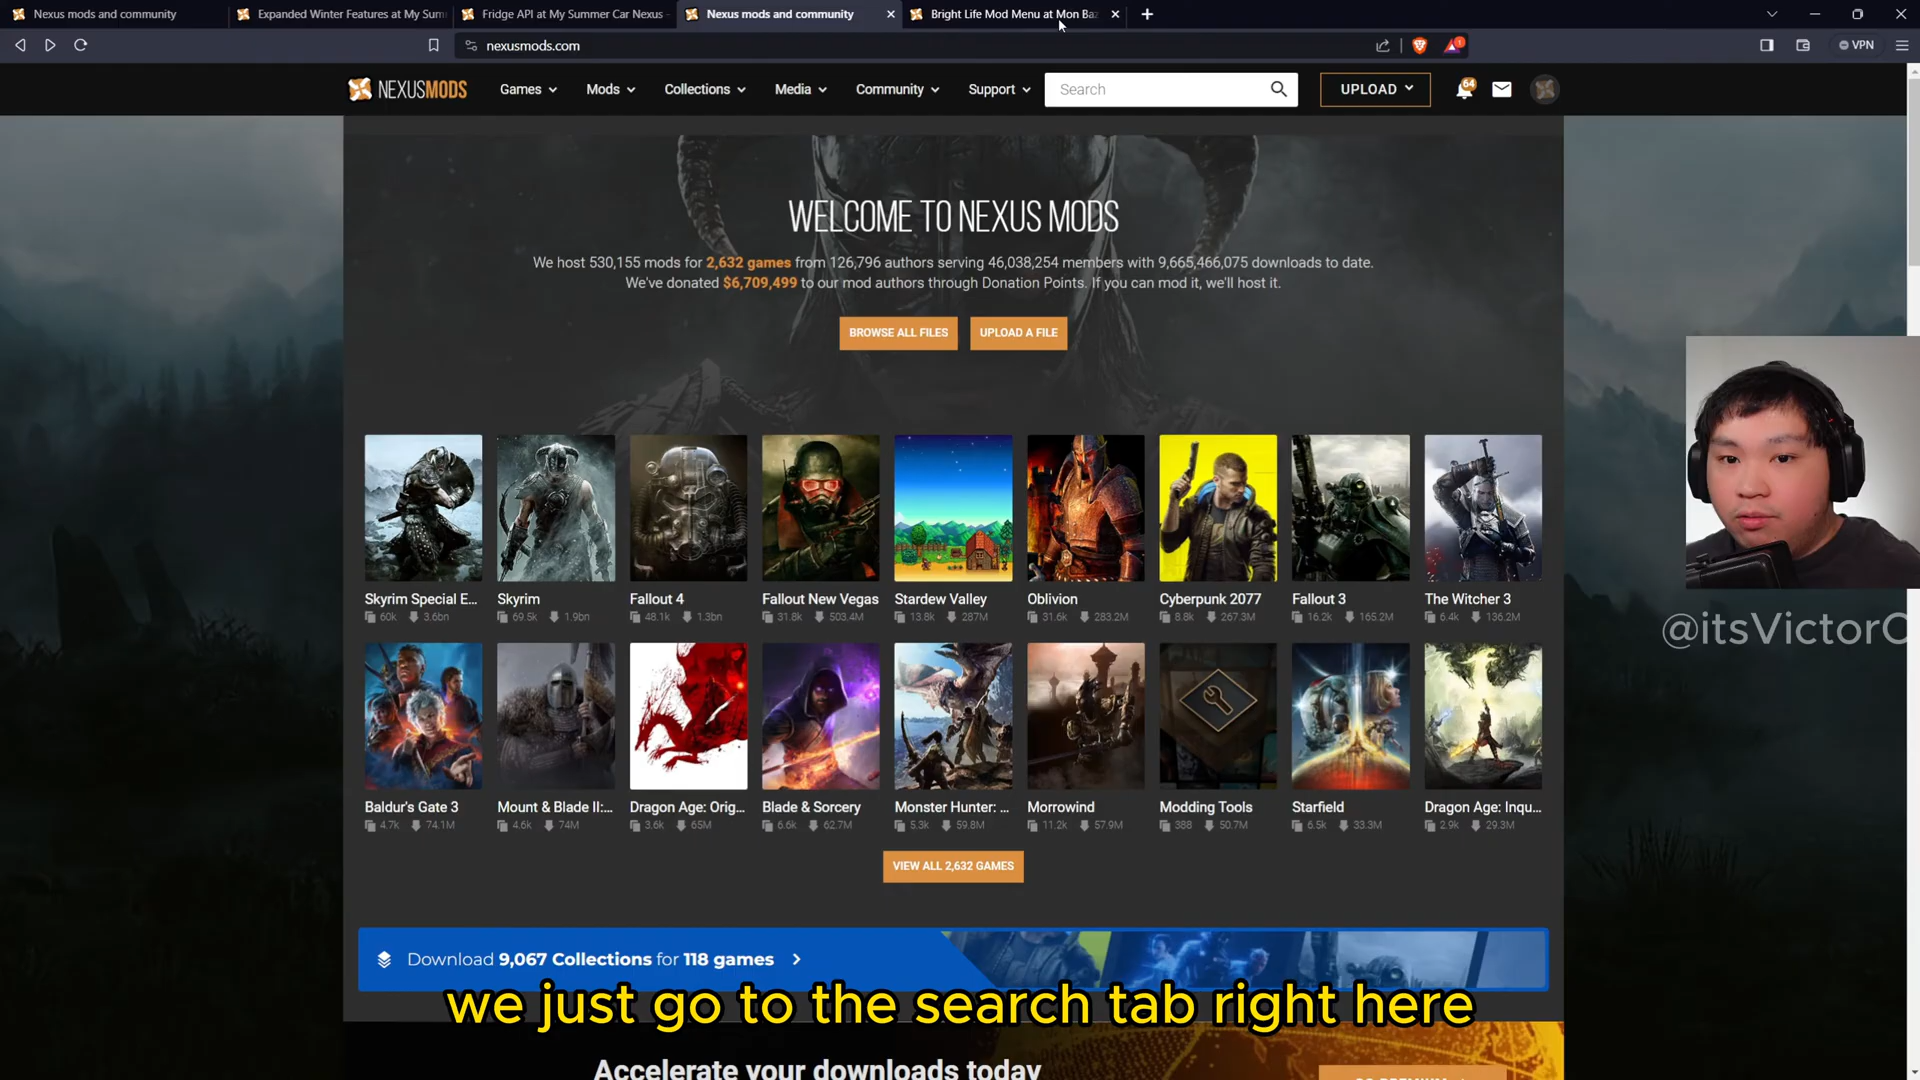 Nexus mods and community
Expanded Winter Features at My Sum
Fridge API at My Summer Car Nexus -
Nexus mods and community
Bright Life Mod Menu at Mon Baz
nexusmods.com
1
VPN
NEXUSMODS
Games
Mods
Collections
Media
Community
Support
Search
UPLOAD
64
WELCOME TO NEXUS MODS
We host 530,155 mods for 2,632 games from 126,796 authors serving 46,038,254 members with 9,665,466,075 downloads to date.
We've donated $6,709,499 to our mod authors through Donation Points. If you can mod it, we'll host it.
BROWSE ALL FILES
UPLOAD A FILE
Skyrim Special E...
Skyrim
Fallout 4
Fallout New Vegas
Stardew Valley
Oblivion
Cyberpunk 2077
Fallout 3
The Witcher 3
60k 3.6bn
69.5k 1.9bn
48.1k 1.3bn
31.8k 503.4M
13.8k 287M
31.6k 283.2M
8.8k 267.3M
16.2k 165.2M
6.4k 136.2M
@itsVictorC
Baldur's Gate 3
Mount & Blade II:...
Dragon Age: Orig...
Blade & Sorcery
Monster Hunter: ...
Morrowind
Modding Tools
Starfield
Dragon Age: Inqu...
4.7k 74.1M
4.6k 74M
3.6k 65M
6.6k 62.7M
5.3k 59.8M
11.2k 57.9M
388 50.7M
6.5k 33.3M
2.9k 29.3M
VIEW ALL 2,632 GAMES
Download 9,067 Collections for 118 games
we just go to the search tab right here
Accelerate your downloads today